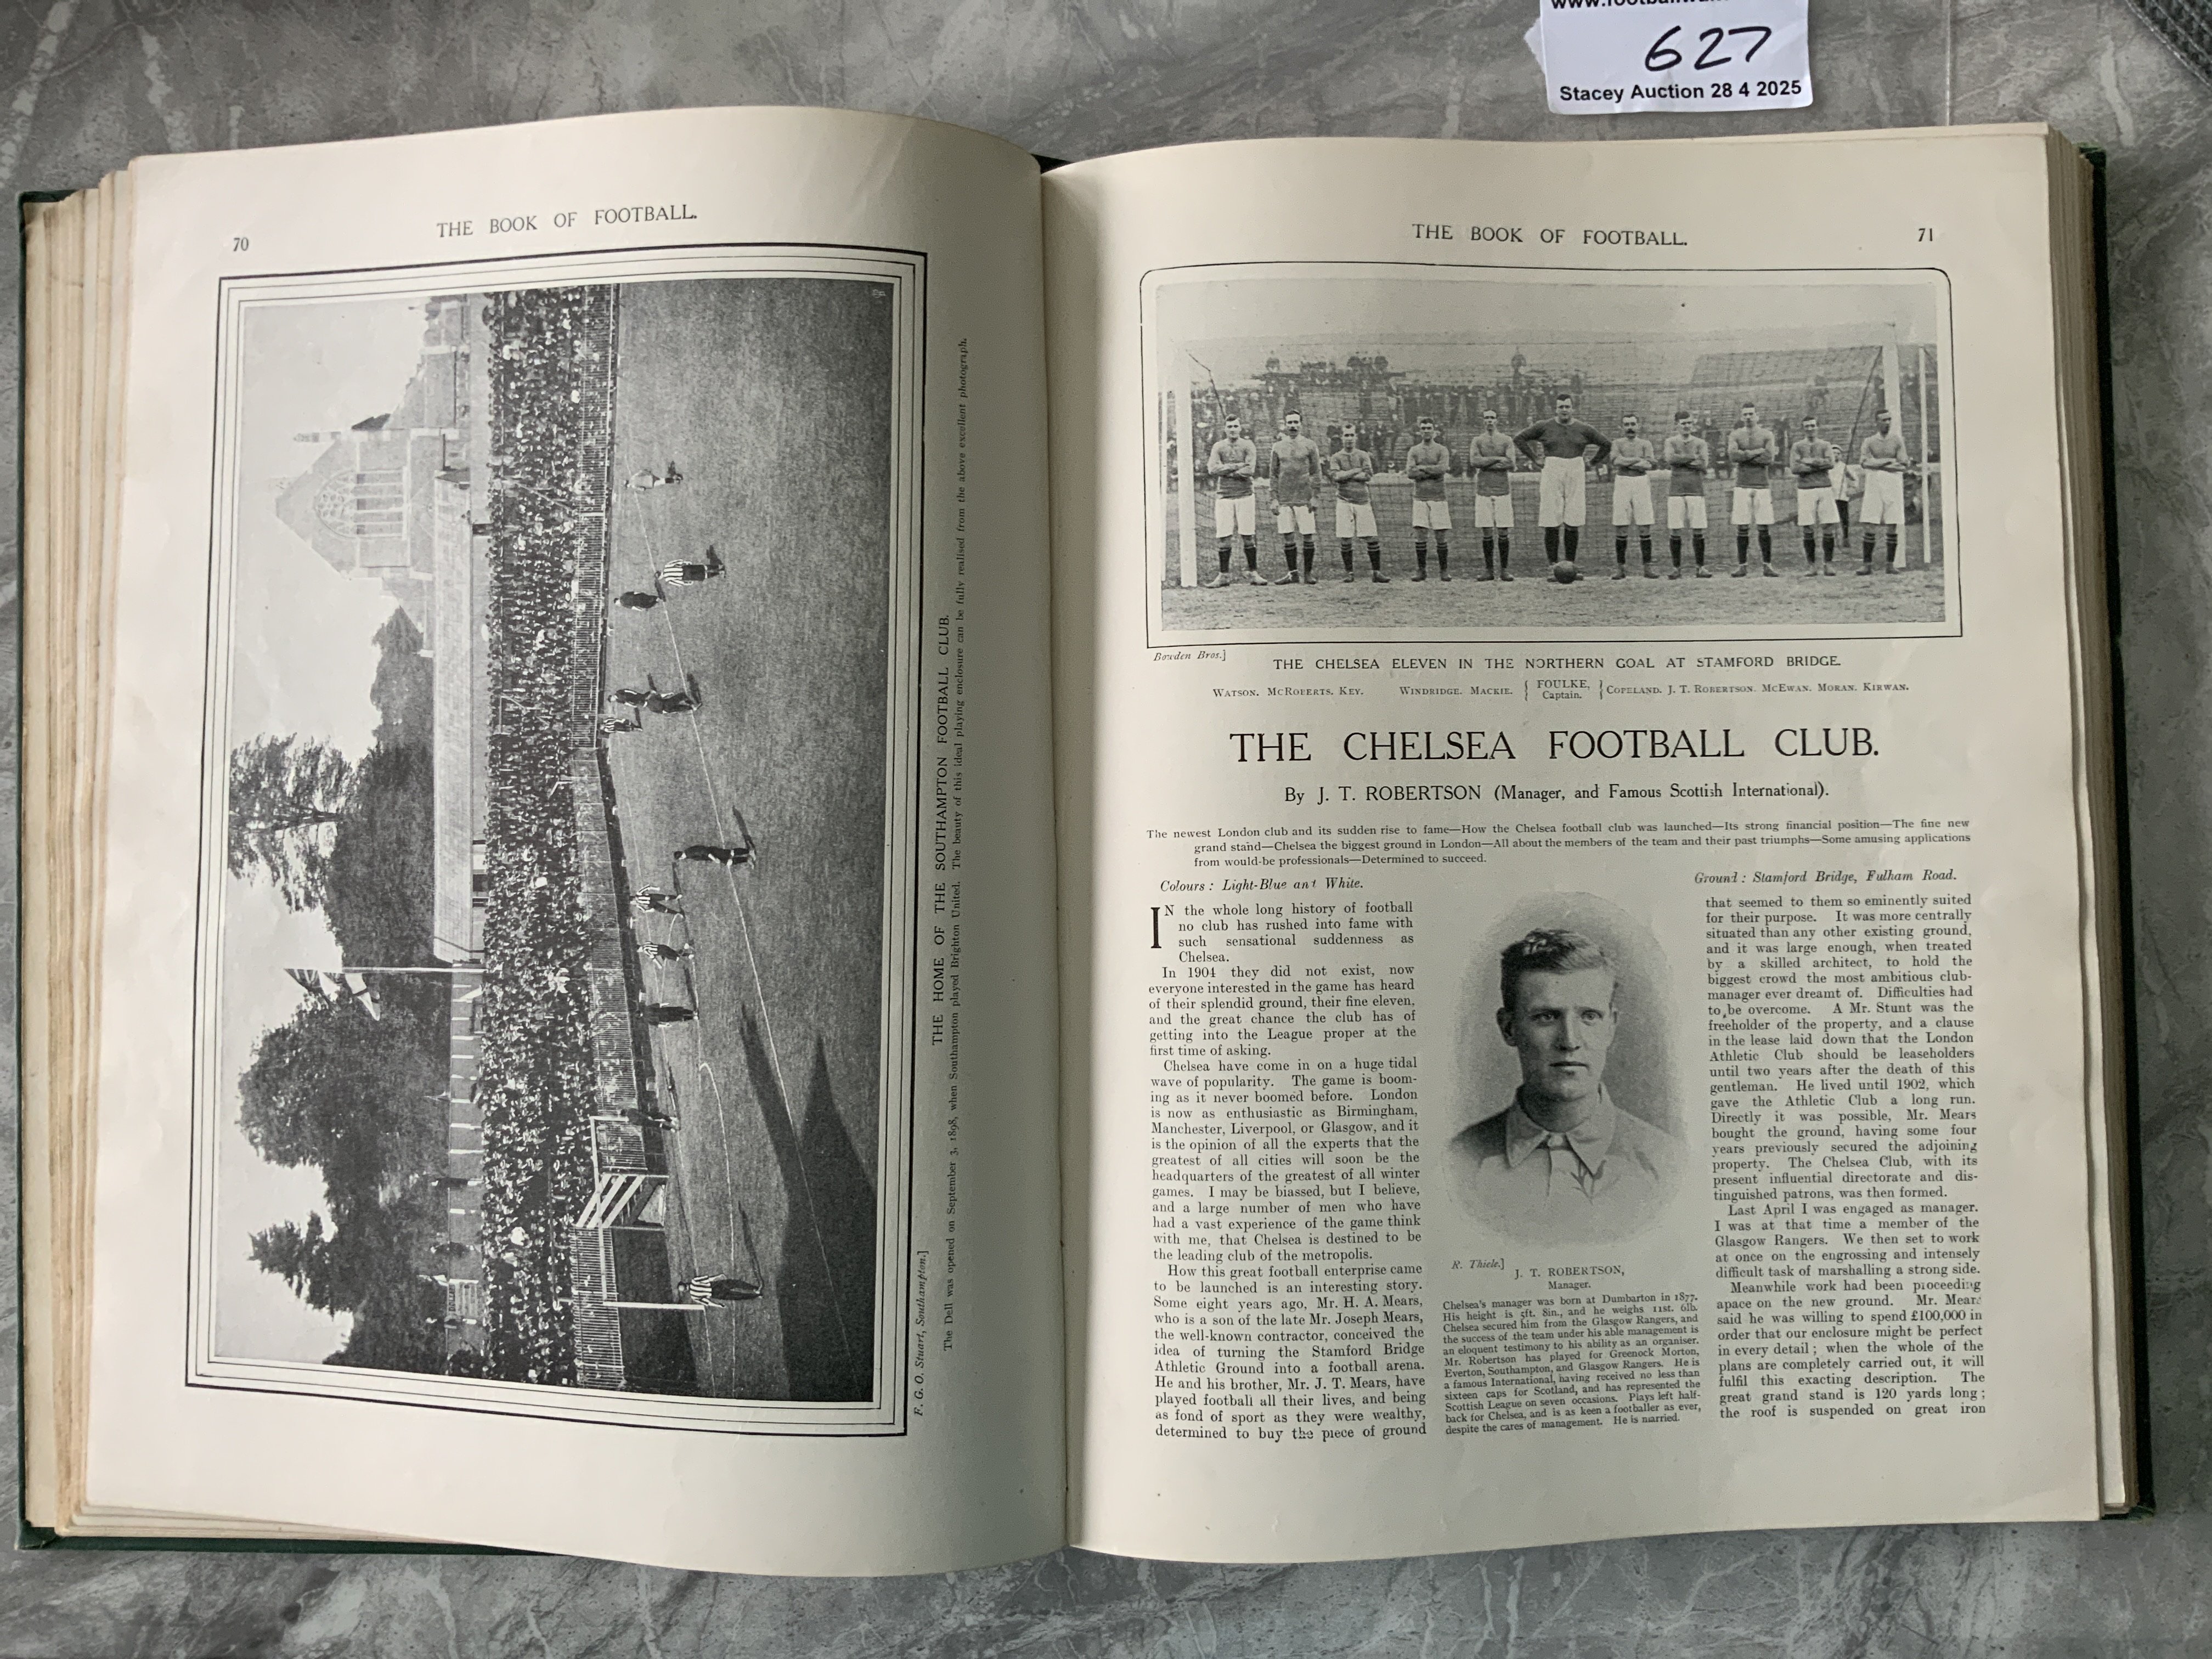 627
Stacey Auction 28 4 2025
70
THE BOOK OF FOOTBALL.
F. G. O. Stuart, Southampton.]
THE HOME OF THE SOUTHAMPTON FOOTBALL CLUB.
The Dell was opened on September 3, 1898, when Southampton played Brighton United. The beauty of this ideal playing enclosure can be fully realised from the above excellent photograph.
THE BOOK OF FOOTBALL.
71
Bowden Bros.]
THE CHELSEA ELEVEN IN THE NORTHERN GOAL AT STAMFORD BRIDGE.
WATSON. MCROBERTS. KEY. WINDRIDGE. MACKIE. { FOULKE, Captain. } COPELAND. J. T. ROBERTSON. MCEWAN. MORAN. KIRWAN.
THE CHELSEA FOOTBALL CLUB.
By J. T. ROBERTSON (Manager, and Famous Scottish International).
The newest London club and its sudden rise to fame—How the Chelsea football club was launched—Its strong financial position—The fine new
grand stand—Chelsea the biggest ground in London—All about the members of the team and their past triumphs—Some amusing applications
from would-be professionals—Determined to succeed.
Colours : Light-Blue and White.
Ground : Stamford Bridge, Fulham Road.
IN the whole long history of football
no club has rushed into fame with
such sensational suddenness as
Chelsea.
In 1904 they did not exist, now
everyone interested in the game has heard
of their splendid ground, their fine eleven,
and the great chance the club has of
getting into the League proper at the
first time of asking.
Chelsea have come in on a huge tidal
wave of popularity. The game is boom-
ing as it never boomed before. London
is now as enthusiastic as Birmingham,
Manchester, Liverpool, or Glasgow, and it
is the opinion of all the experts that the
greatest of all cities will soon be the
headquarters of the greatest of all winter
games. I may be biassed, but I believe,
and a large number of men who have
had a vast experience of the game think
with me, that Chelsea is destined to be
the leading club of the metropolis.
How this great football enterprise came
to be launched is an interesting story.
Some eight years ago, Mr. H. A. Mears,
who is a son of the late Mr. Joseph Mears,
the well-known contractor, conceived the
idea of turning the Stamford Bridge
Athletic Ground into a football arena.
He and his brother, Mr. J. T. Mears, have
played football all their lives, and being
as fond of sport as they were wealthy,
determined to buy the piece of ground
R. Thiele.]
J. T. ROBERTSON,
Manager.
Chelsea's manager was born at Dumbarton in 1877.
His height is 5ft. 8in., and he weighs 11st. 6lb.
Chelsea secured him from the Glasgow Rangers, and
the success of the team under his able management is
an eloquent testimony to his ability as an organiser.
Mr. Robertson has played for Greenock Morton,
Everton, Southampton, and Glasgow Rangers. He is
a famous International, having received no less than
sixteen caps for Scotland, and has represented the
Scottish League on seven occasions. Plays left half-
back for Chelsea, and is as keen a footballer as ever,
despite the cares of management. He is married.
that seemed to them so eminently suited
for their purpose. It was more centrally
situated than any other existing ground,
and it was large enough, when treated
by a skilled architect, to hold the
biggest crowd the most ambitious club-
manager ever dreamt of. Difficulties had
to be overcome. A Mr. Stunt was the
freeholder of the property, and a clause
in the lease laid down that the London
Athletic Club should be leaseholders
until two years after the death of this
gentleman. He lived until 1902, which
gave the Athletic Club a long run.
Directly it was possible, Mr. Mears
bought the ground, having some four
years previously secured the adjoining
property. The Chelsea Club, with its
present influential directorate and dis-
tinguished patrons, was then formed.
Last April I was engaged as manager.
I was at that time a member of the
Glasgow Rangers. We then set to work
at once on the engrossing and intensely
difficult task of marshalling a strong side.
Meanwhile work had been proceeding
apace on the new ground. Mr. Mears
said he was willing to spend £100,000 in
order that our enclosure might be perfect
in every detail ; when the whole of the
plans are completely carried out, it will
fulfil this exacting description. The
great grand stand is 120 yards long ;
the roof is suspended on great iron